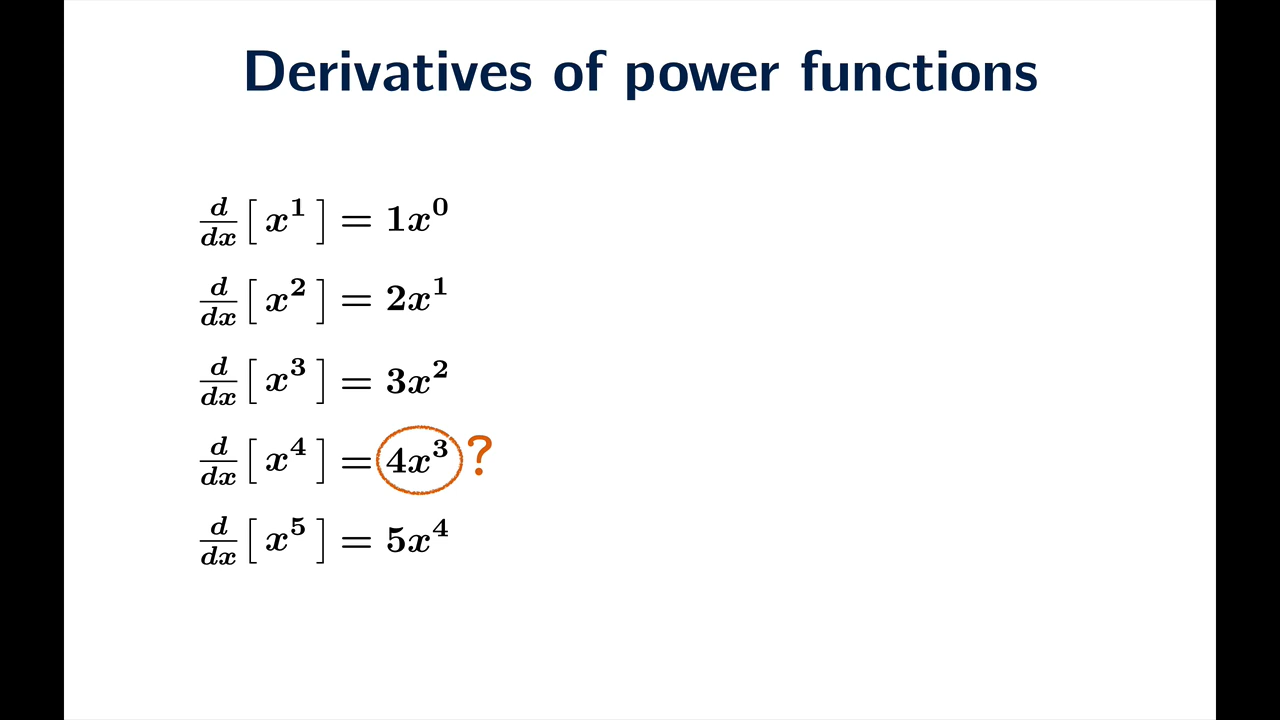 Derivatives of power functions
d/dx [ x^1 ] = 1x^0
d/dx [ x^2 ] = 2x^1
d/dx [ x^3 ] = 3x^2
d/dx [ x^4 ] = 4x^3 ?
d/dx [ x^5 ] = 5x^4